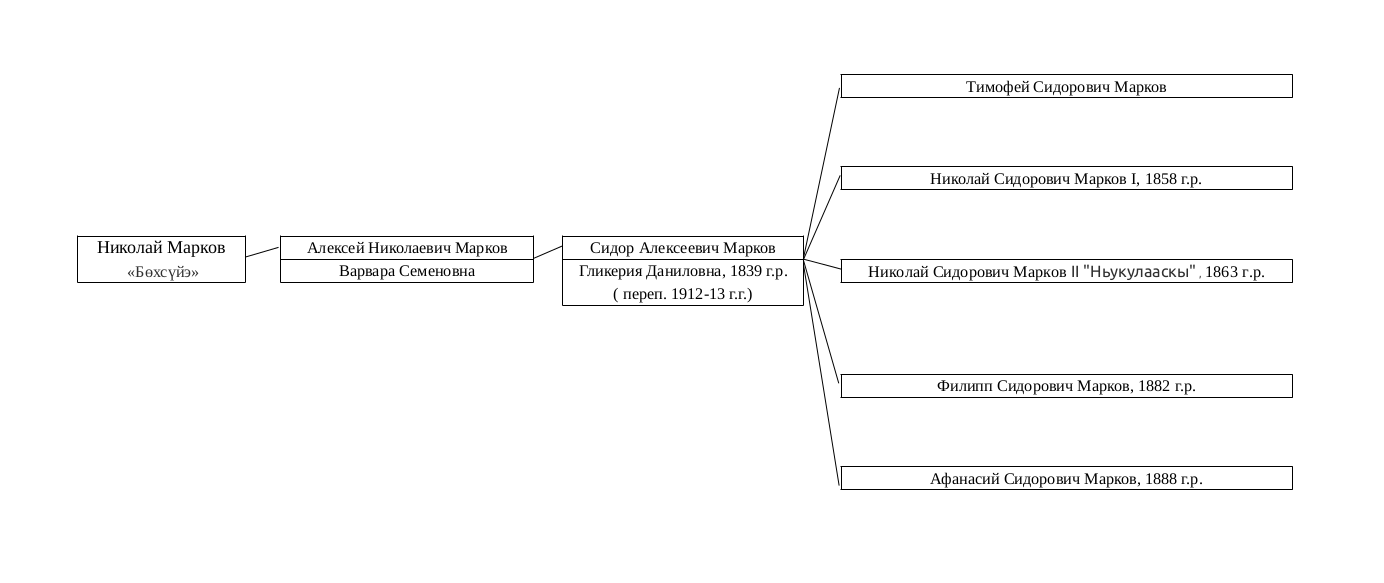 Николай Марков
«Бөхсүйэ»
Алексей Николаевич Марков
Варвара Семеновна
Сидор Алексеевич Марков
Гликерия Даниловна, 1839 г.р.
( переп. 1912-13 г.г.)
Тимофей Сидорович Марков
Николай Сидорович Марков I, 1858 г.р.
Николай Сидорович Марков II "Ньукулааскы" , 1863 г.р.
Филипп Сидорович Марков, 1882 г.р.
Афанасий Сидорович Марков, 1888 г.р.